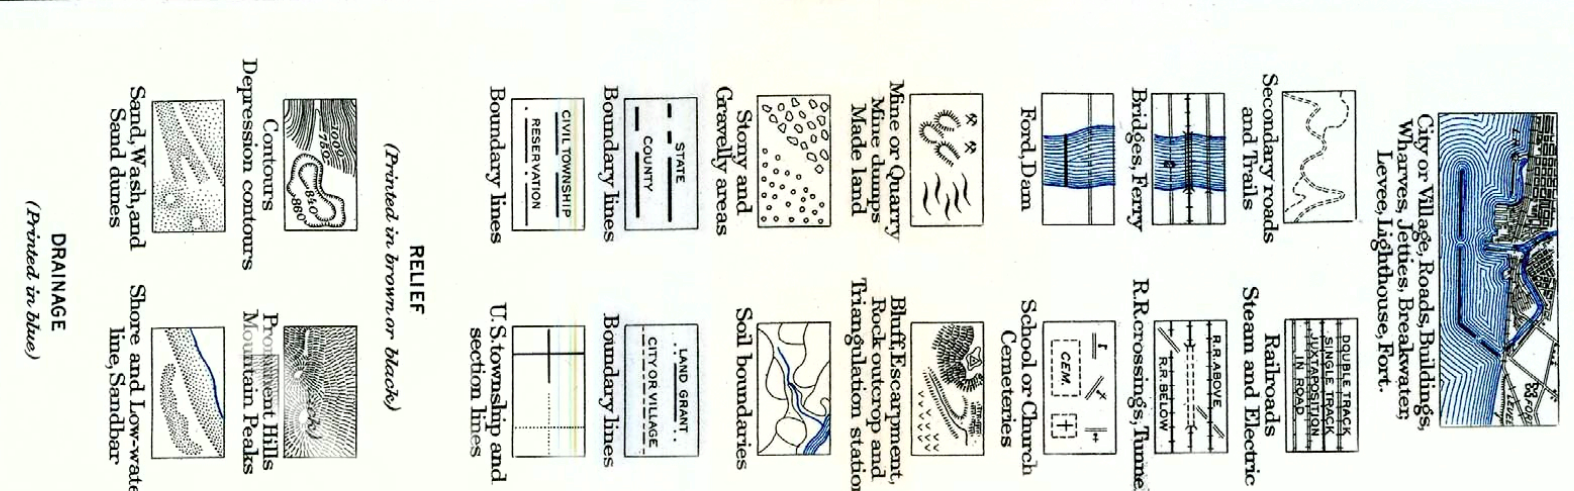 City or Village, Roads, Buildings,
Wharves, Jetties, Breakwater,
Levee, Lighthouse, Fort.
Secondary roads
and Trails
DOUBLE TRACK
SINGLE TRACK
JUXTAPOSITION
IN ROAD
Railroads
Steam and Electric
Bridges, Ferry
R.R. ABOVE
R.R. BELOW
R.R. crossings, Tunnel
Ford, Dam
CEM.
School or Church
Cemeteries
Mine or Quarry
Mine dumps
Made land
Bluff, Escarpment,
Rock outcrop and
Triangulation station
Stony and
Gravelly areas
Soil boundaries
STATE
COUNTY
Boundary lines
LAND GRANT
CITY OR VILLAGE
Boundary lines
CIVIL TOWNSHIP
RESERVATION
Boundary lines
U.S. township and
section lines
RELIEF
(Printed in brown or black)
1000
750
840
860
Contours
Depression contours
Prominent Hills
Mountain Peaks
Sand, Wash, and
Sand dunes
Shore and Low-water
line, Sandbar
DRAINAGE
(Printed in blue)